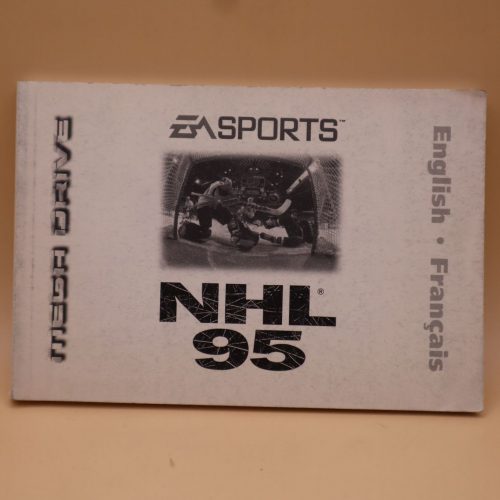 MEGA DRIVE
EA SPORTS™
NHL®
95
English • Français